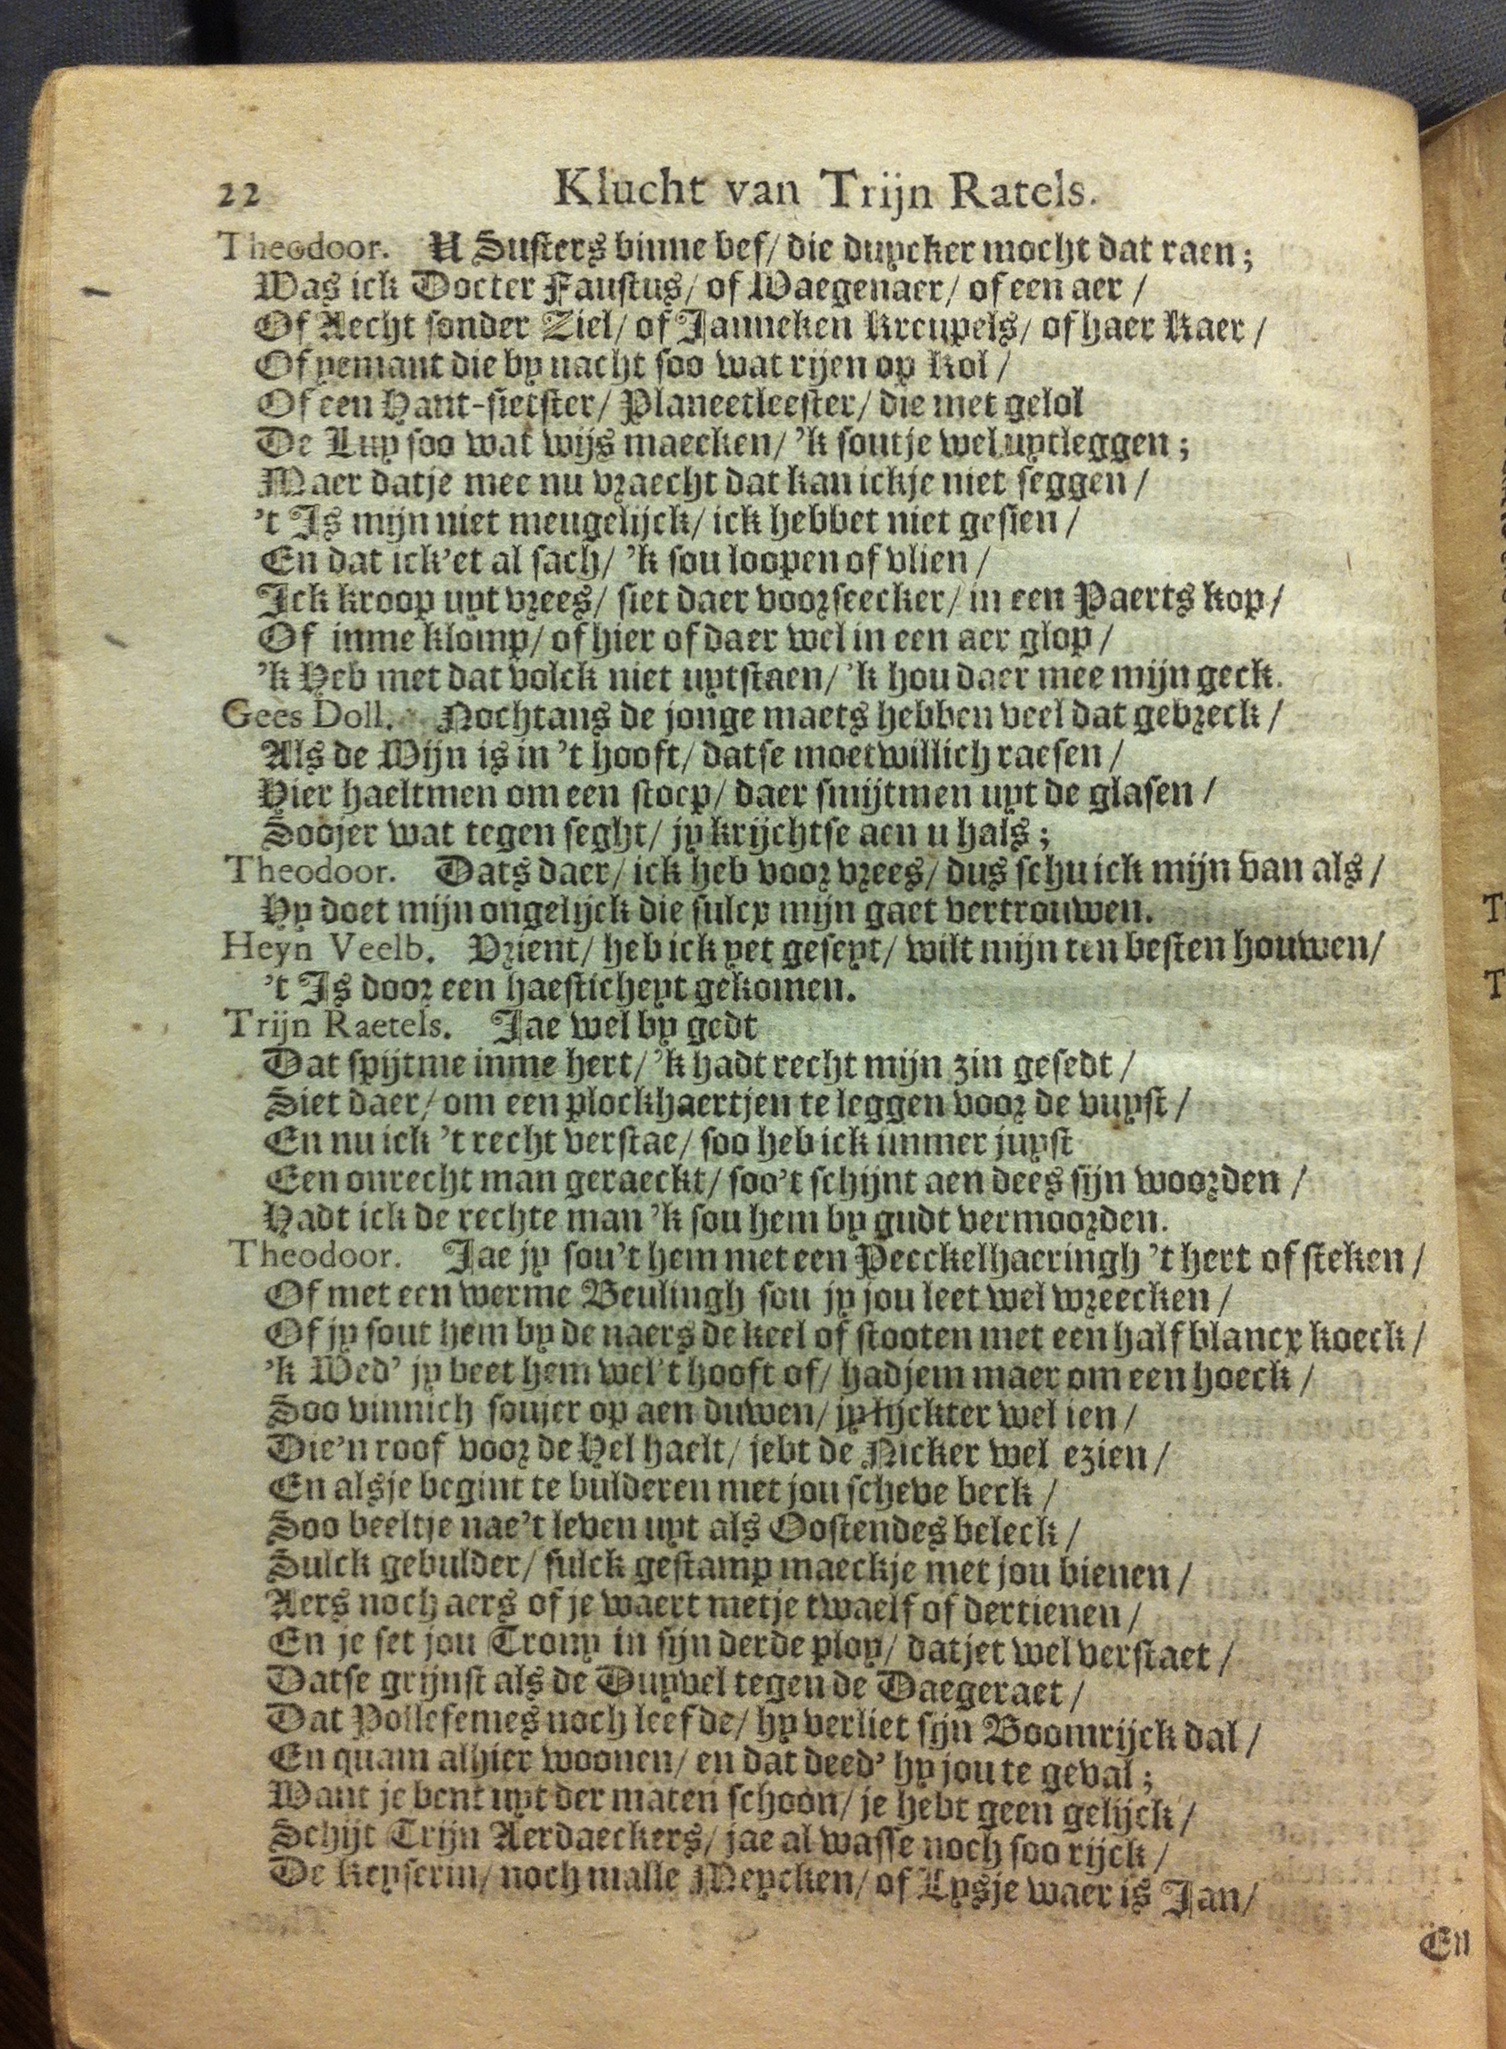 22 Klucht van Trijn Ratels.
Theodoor. U Susters binne bef/ die duycker mocht dat raen;
Was ick Docter Faustus/ of Waegenaer/ of een aer /
Of Aecht sonder Ziel/ of Janneken Kreupels/ of haer Kaer /
Of yemant die by nacht soo wat rijen op Kol /
Of een Hant-sietster/ Planeetleester/ die met gelol
De Luy soo wat wijs maecken/ 'k soutje wel uytleggen;
Maer datje mee nu vraecht dat kan ickje niet seggen /
't Is mijn niet meugelijck/ ick hebbet niet gesien /
En dat ick'et al sach/ 'k sou loopen of vlien /
Ick kroop uyt vrees/ siet daer voorseecker/ in een Paerts kop/
Of inme klomp/ of hier of daer wel in een aer glop /
'k Heb met dat volck niet uytstaen/ 'k hou daer mee mijn geck.
Gees Doll. Nochtans de jonge maets hebben veel dat gebreck /
Als de Wijn is in 't hooft/ datse moetwillich raesen /
Hier haeltmen om een stoep/ daer smijtmen uyt de glasen /
Soojer wat tegen seght/ jy krijchtse aen u hals;
Theodoor. Dats daer/ ick heb voor vrees/ dus schu ick mijn van als /
Hy doet mijn ongelijck die sulcx mijn gaet vertrouwen.
Heyn Veelb. Vrient/ heb ick yet geseyt/ wilt mijn ten besten houwen/
't Is door een haesticheyt gekomen.
Trijn Raetels. Jae wel by gedt
Dat spijtme inme hert/ 'k hadt recht mijn zin gesedt /
Siet daer/ om een plockhaertjen te leggen voor de vuyst /
En nu ick 't recht verstae/ soo heb ick immer juyst
Een onrecht man geraeckt/ soo't schijnt aen dees sijn woorden /
Hadt ick de rechte man 'k sou hem by gudt vermoorden.
Theodoor. Jae jy sou't hem met een Peeckelhaeringh 't hert of steken /
Of met een werme Beulingh sou jy jou leet wel wreecken /
Of jy sout hem by de naers de keel of stooten met een half blancx koeck /
'k Wed' jy beet hem wel't hooft of/ hadjem maer om een hoeck /
Soo vinnich soujer op aen duwen/ jy lijckter wel ien /
Die'n roof voor de Hel haelt/ jebt de Nicker wel ezien /
En alsje begint te bulderen met jou scheve beck /
Soo beeltje nae't leven uyt als Oostendes beleck /
Sulck gebulder/ sulck gestamp maeckje met jou bienen /
Aers noch aers of je waert metje twaelf of dertienen /
En je set jou Trony in sijn derde ploy/ datjet wel verstaet /
Datse grijnst als de Duyvel tegen de Daegeraet /
Dat Pollefemes noch leefde/ hy verliet sijn Boomrijck dal /
En quam alhier woonen/ en dat deed' hy jou te geval;
Want je bent uyt der maten schoon/ je hebt geen gelijck /
Schijt Trijn Aerdaeckers/ jae al wasse noch soo rijck /
De Keyserin/ noch malle Meycken/ of Lysje waer is Jan/
En